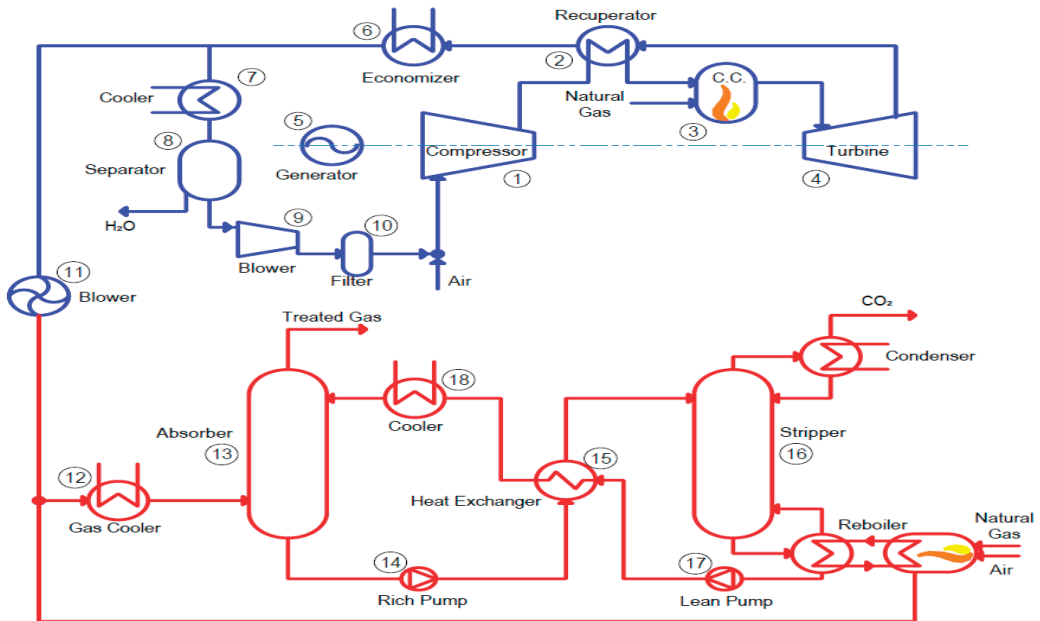 Recuperator
6
2
7
Economizer
C.C.
Cooler
Natural
Gas
3
5
8
Separator
Compressor
Turbine
Generator
1
4
H₂O
9
10
Blower
Filter
Air
11
Blower
CO₂
Treated Gas
Condenser
18
Absorber
Cooler
Stripper
13
15
16
12
Heat Exchanger
Gas Cooler
Reboiler
Natural
Gas
Air
14
17
Rich Pump
Lean Pump